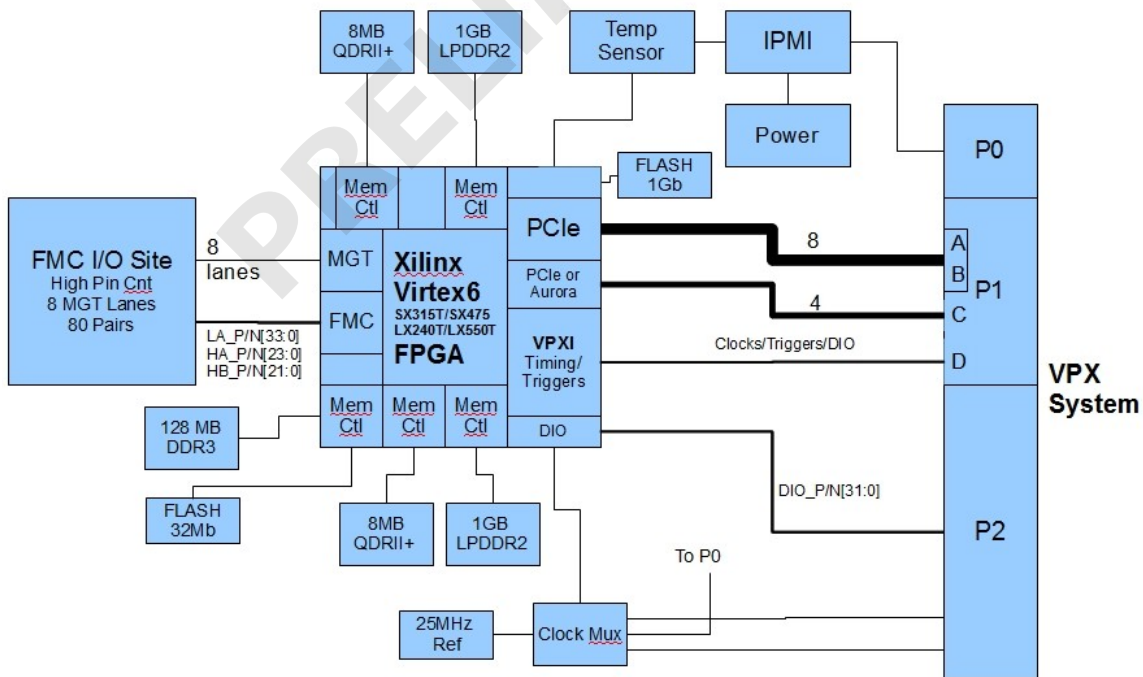 PRELI
8MB
QDRII+
1GB
LPDDR2
Temp
Sensor
IPMI
Power
P0
FLASH
1Gb
Mem
Ctl
Mem
Ctl
PCIe
8
A
B
P1
FMC I/O Site
High Pin Cnt
8 MGT Lanes
80 Pairs
8
lanes
MGT
Xilinx
Virtex6
SX315T/SX475
LX240T/LX550T
FPGA
PCIe or
Aurora
4
C
FMC
LA_P/N[33:0]
HA_P/N[23:0]
HB_P/N[21:0]
VPXI
Timing/
Triggers
Clocks/Triggers/DIO
D
VPX
System
128 MB
DDR3
Mem
Ctl
Mem
Ctl
Mem
Ctl
DIO
DIO_P/N[31:0]
FLASH
32Mb
8MB
QDRII+
1GB
LPDDR2
P2
To P0
25MHz
Ref
Clock Mux